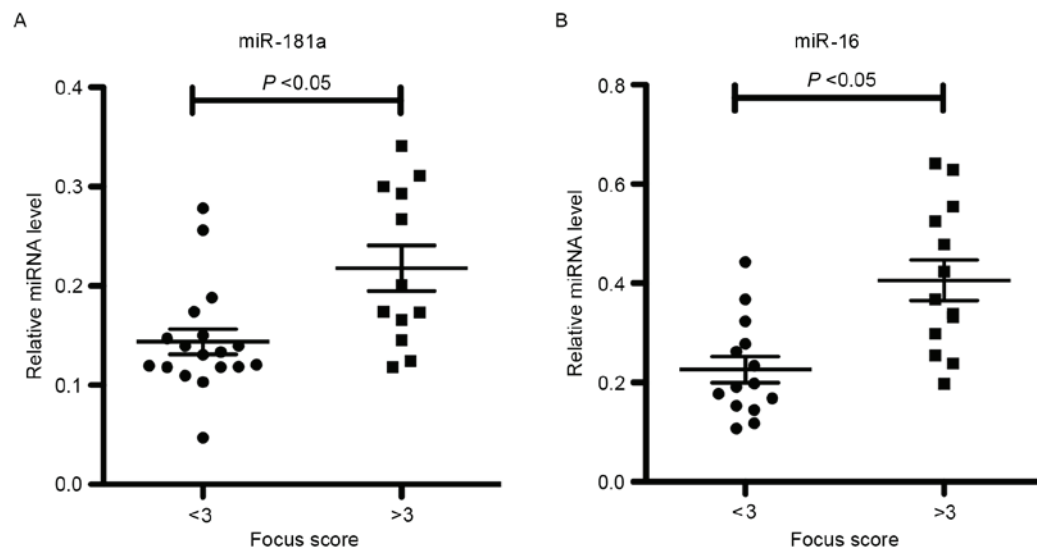 A
miR-181a
P <0.05
0.4
0.3
0.2
0.1
0.0
Relative miRNA level
<3
>3
Focus score
B
miR-16
P <0.05
0.8
0.6
0.4
0.2
0.0
Relative miRNA level
<3
>3
Focus score